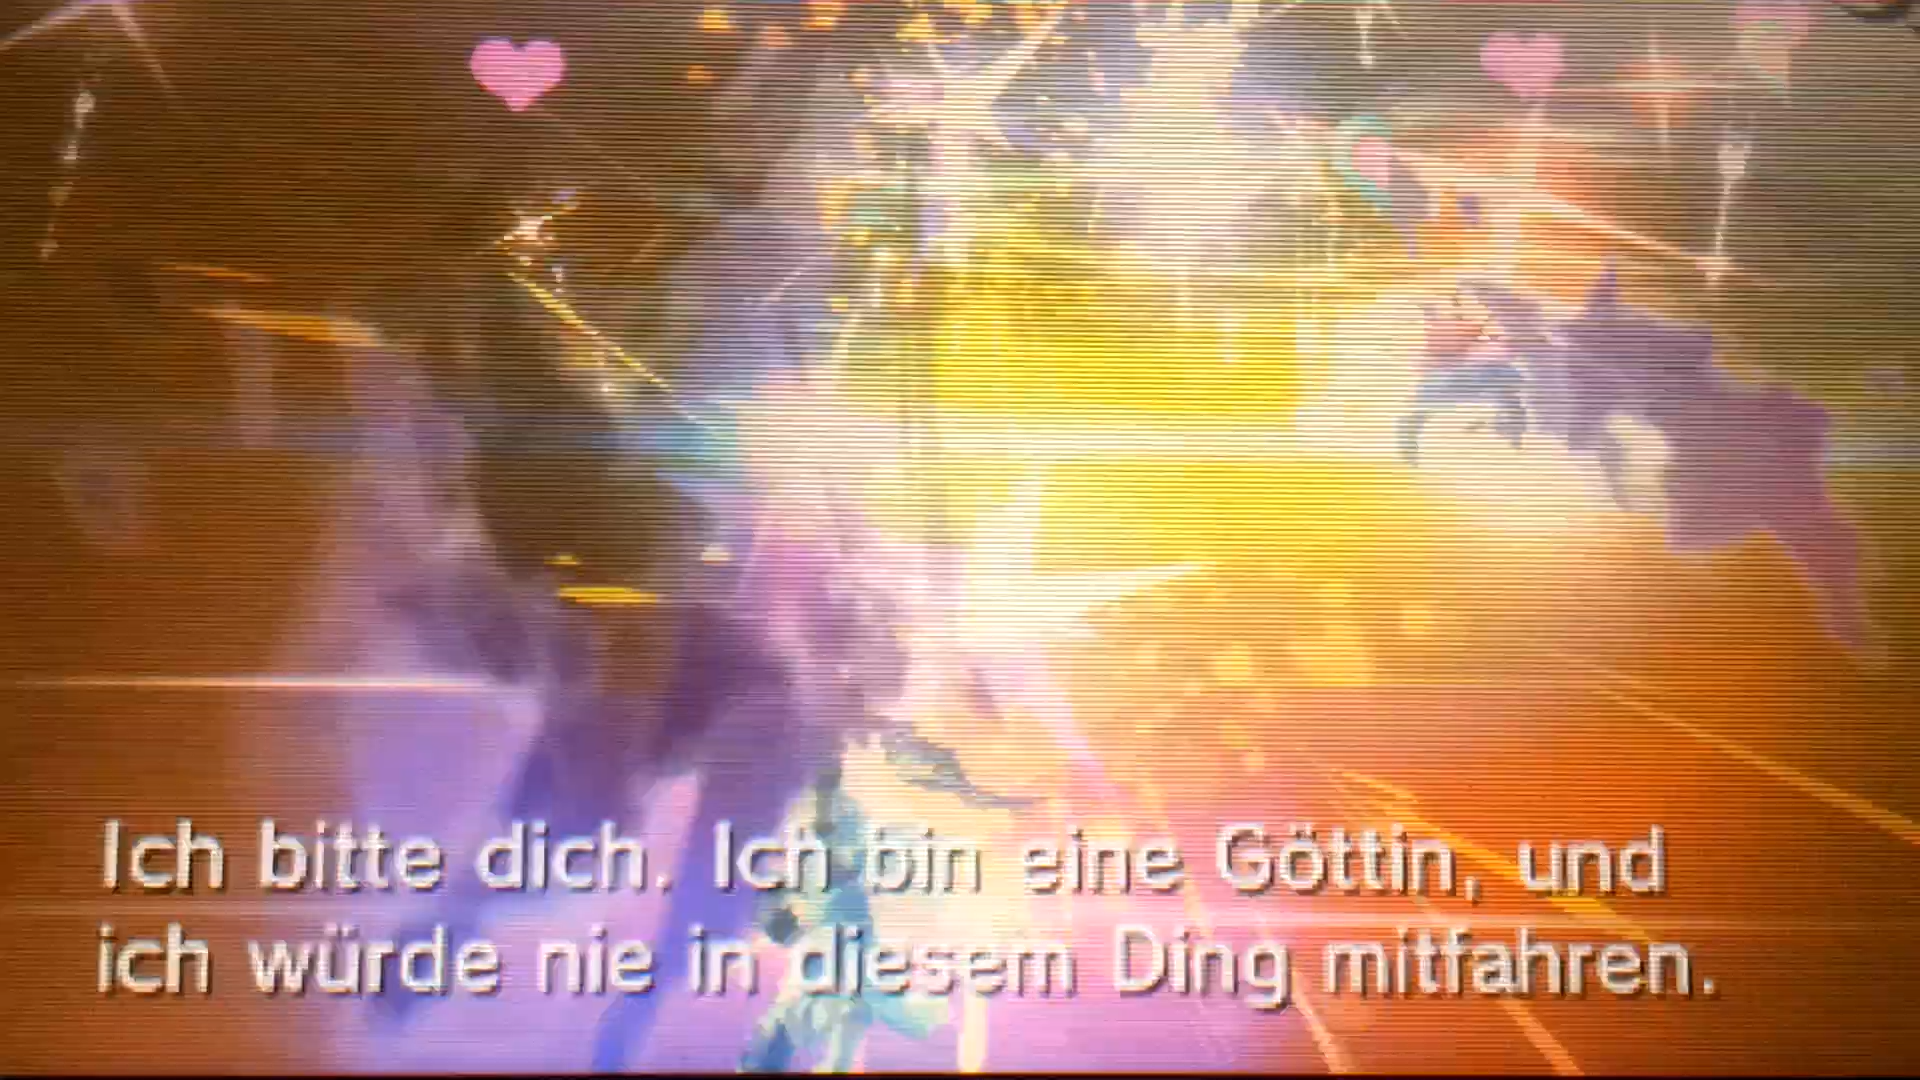 Ich bitte dich. Ich bin eine Göttin, und
ich würde nie in diesem Ding mitfahren.